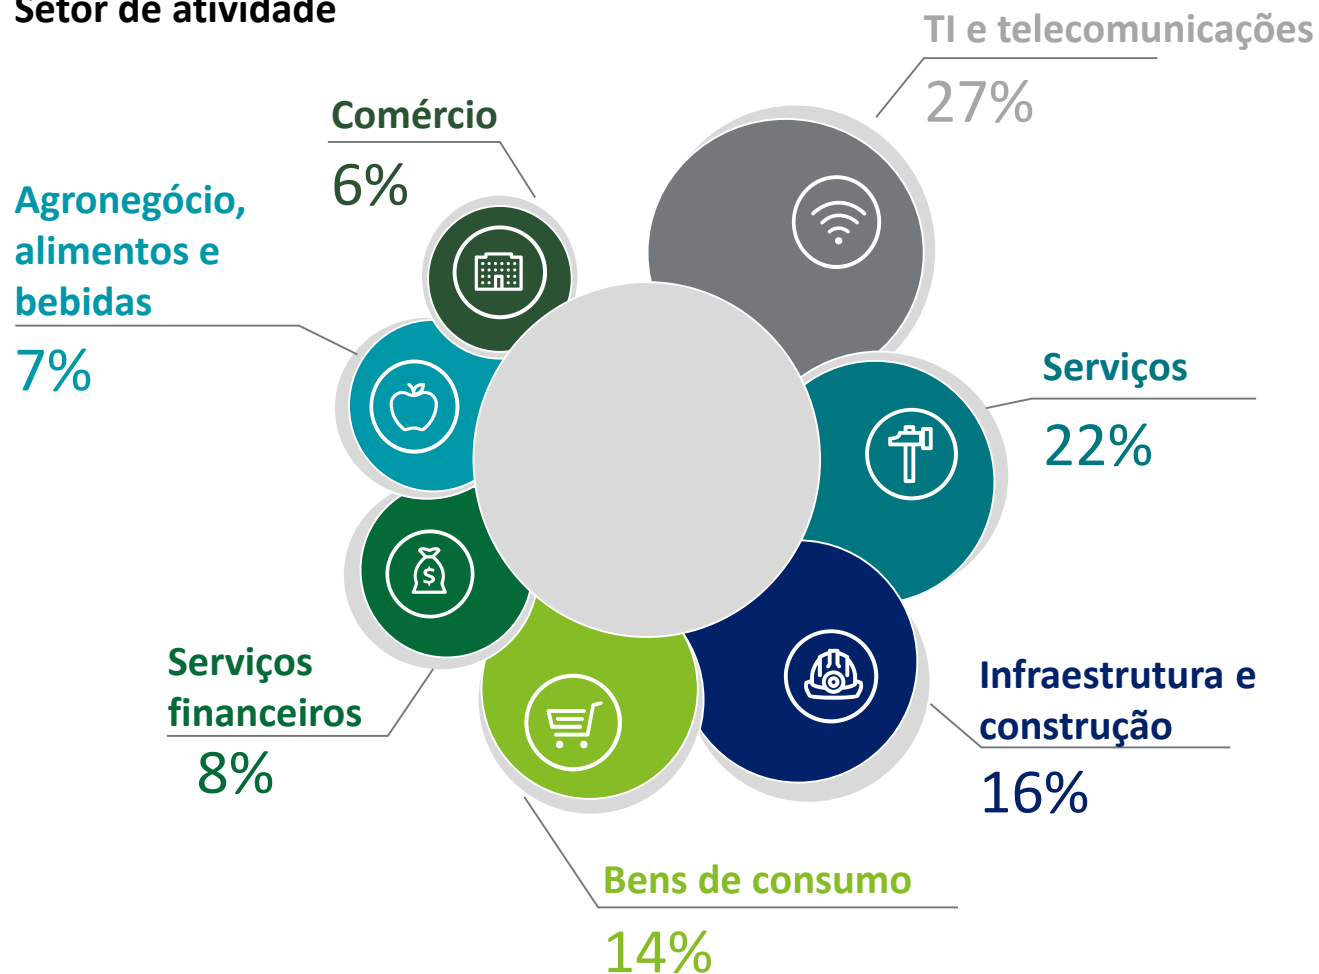 Setor de atividade
TI e telecomunicações
27%
Comércio
6%
Agronegócio,
alimentos e
bebidas
7%
Serviços
22%
Serviços
financeiros
8%
Infraestrutura e
construção
16%
Bens de consumo
14%
$